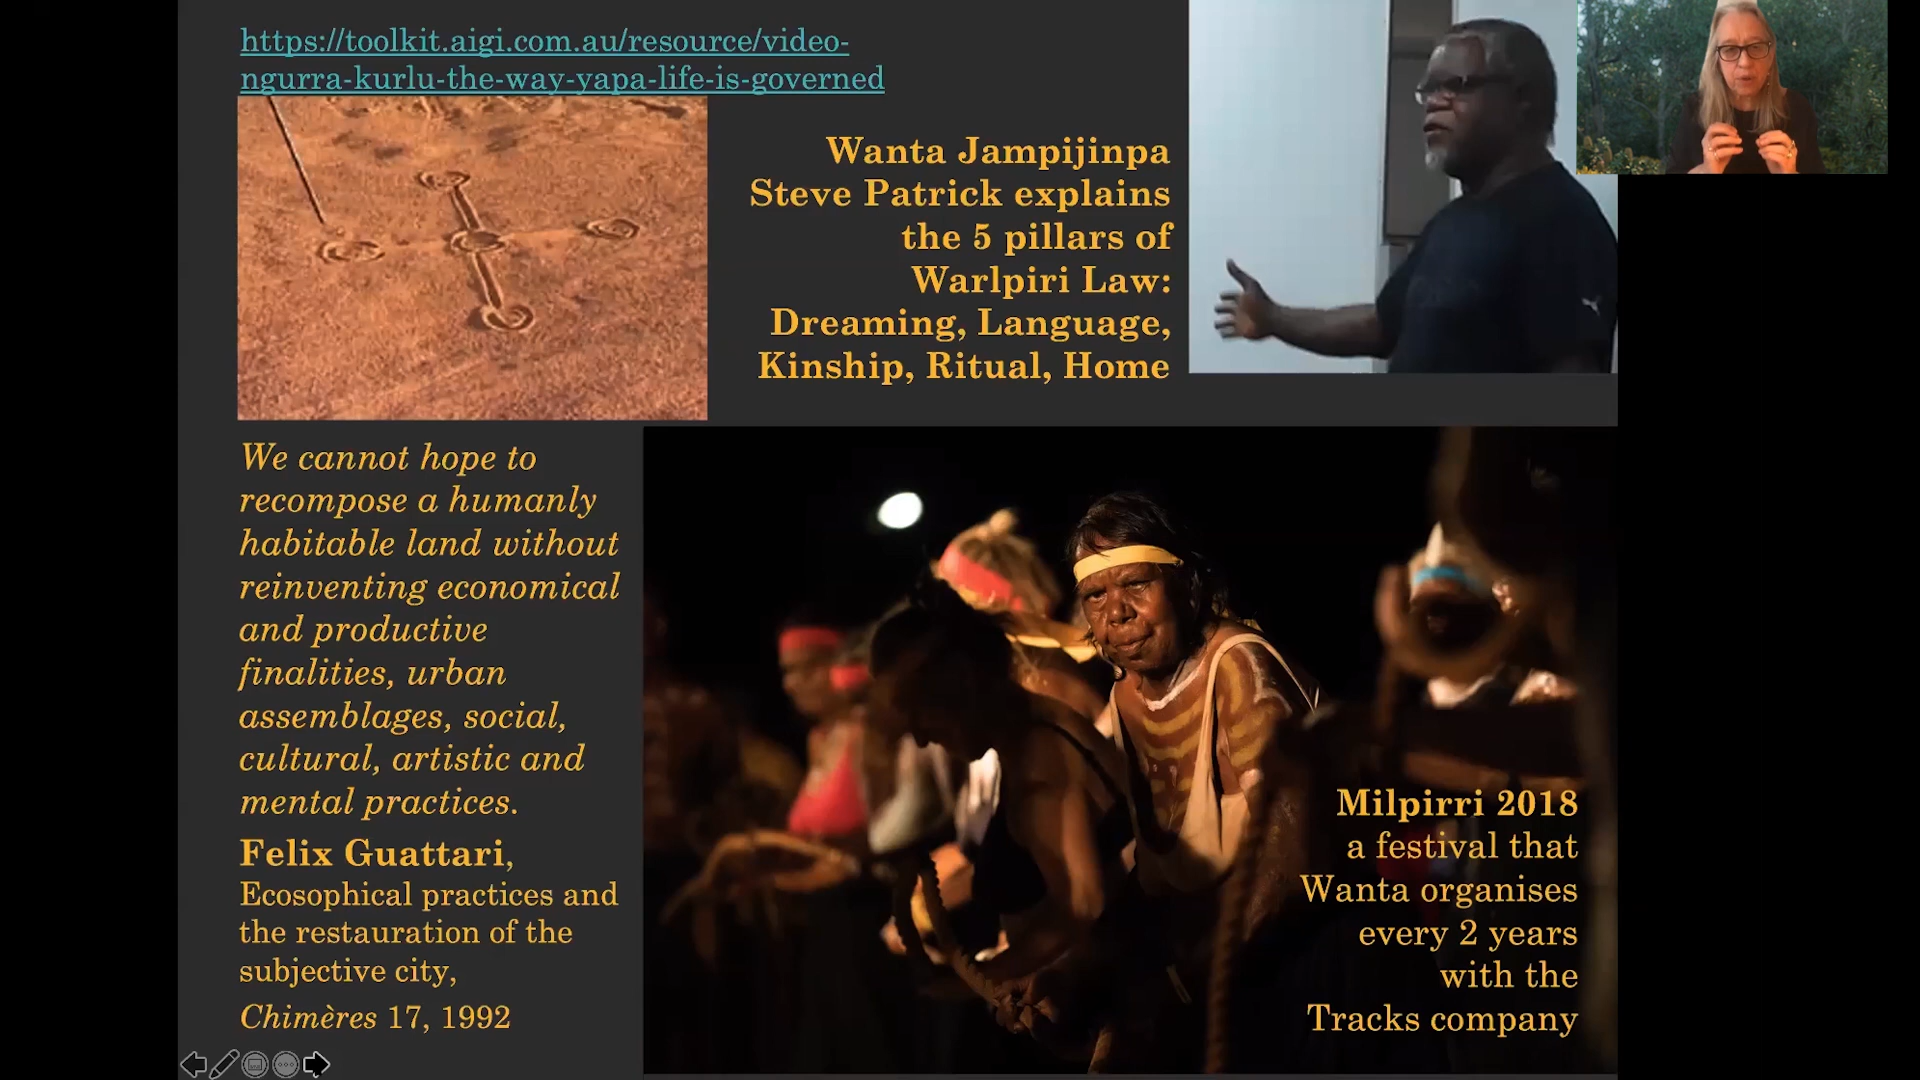 https://toolkit.aigi.com.au/resource/video-
ngurra-kurlu-the-way-yapa-life-is-governed
Wanta Jampijinpa
Steve Patrick explains
the 5 pillars of
Warlpiri Law:
Dreaming, Language,
Kinship, Ritual, Home
We cannot hope to
recompose a humanly
habitable land without
reinventing economical
and productive
finalities, urban
assemblages, social,
cultural, artistic and
mental practices.
Felix Guattari,
Ecosophical practices and
the restauration of the
subjective city,
Chimères 17, 1992
Milpirri 2018
a festival that
Wanta organises
every 2 years
with the
Tracks company